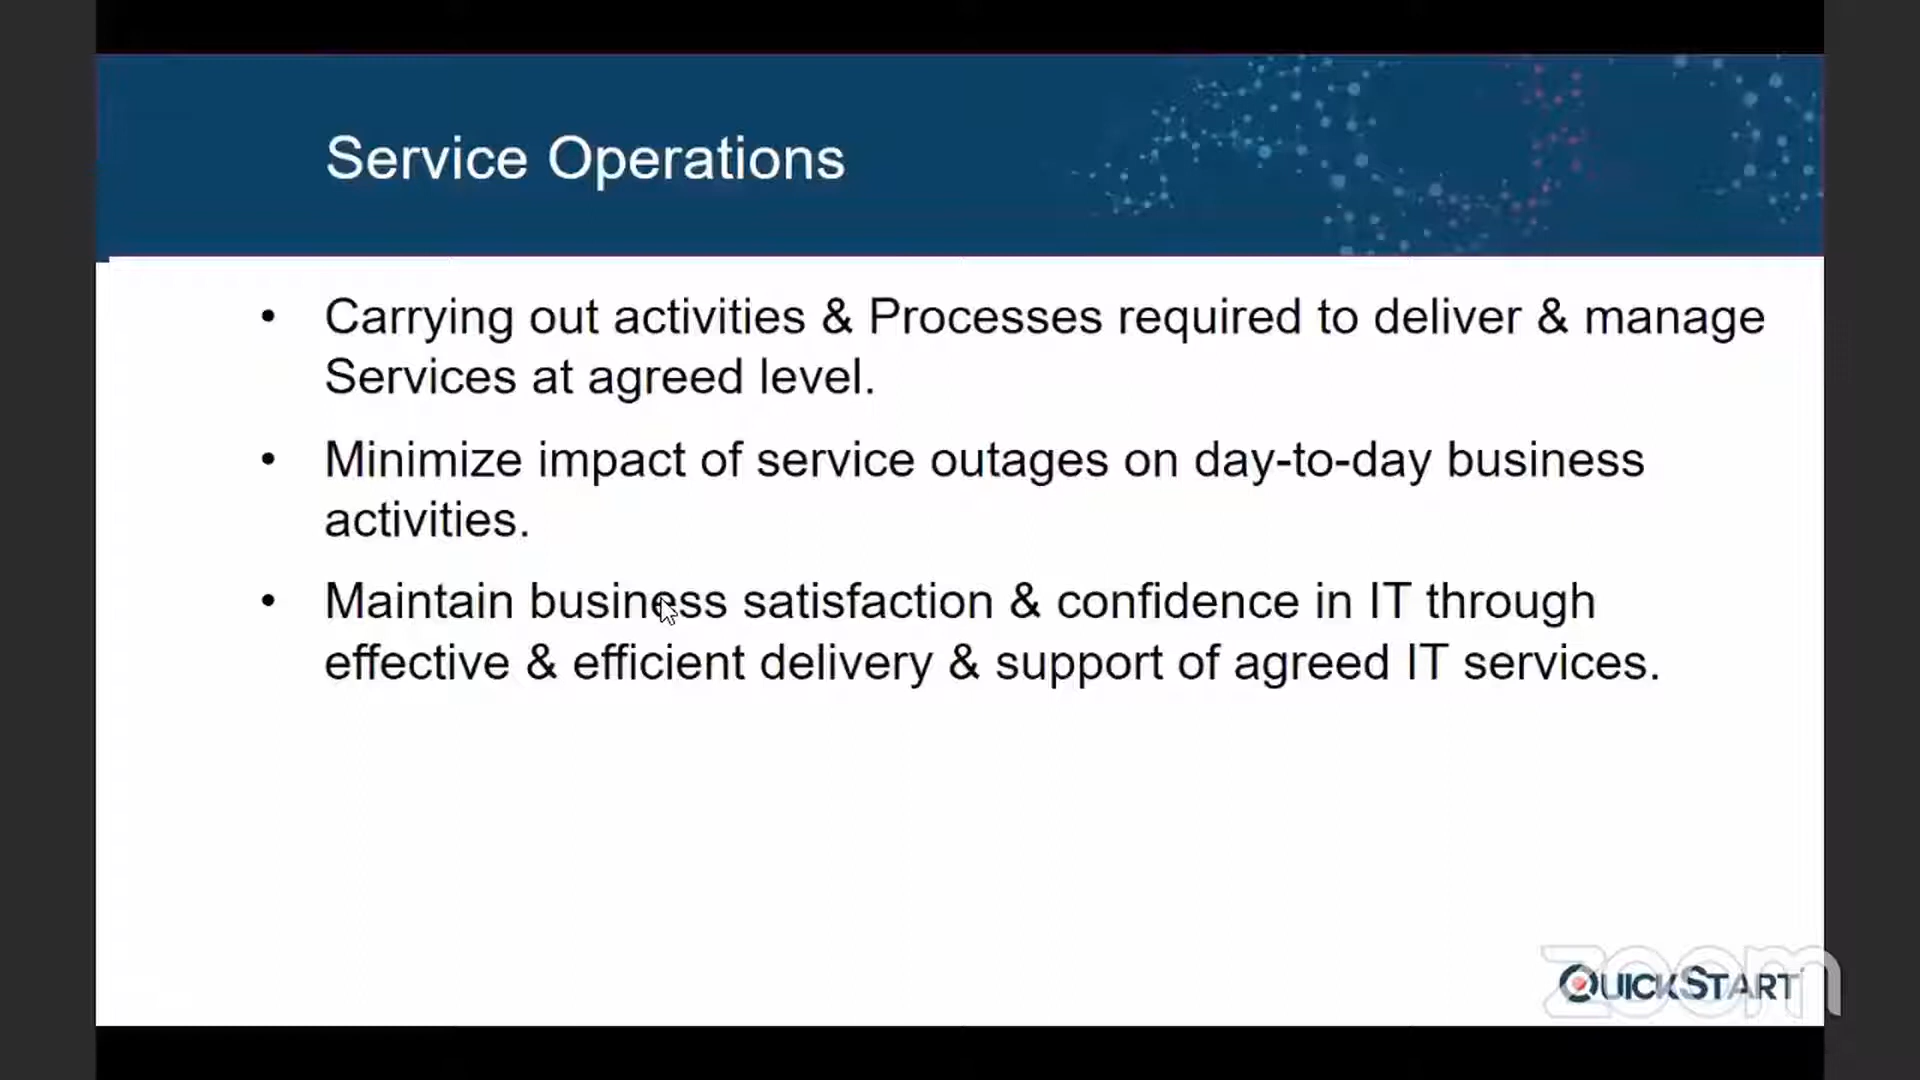 Service Operations
• Carrying out activities & Processes required to deliver & manage
Services at agreed level.
• Minimize impact of service outages on day-to-day business
activities.
• Maintain business satisfaction & confidence in IT through
effective & efficient delivery & support of agreed IT services.
zoom
QUICKSTART